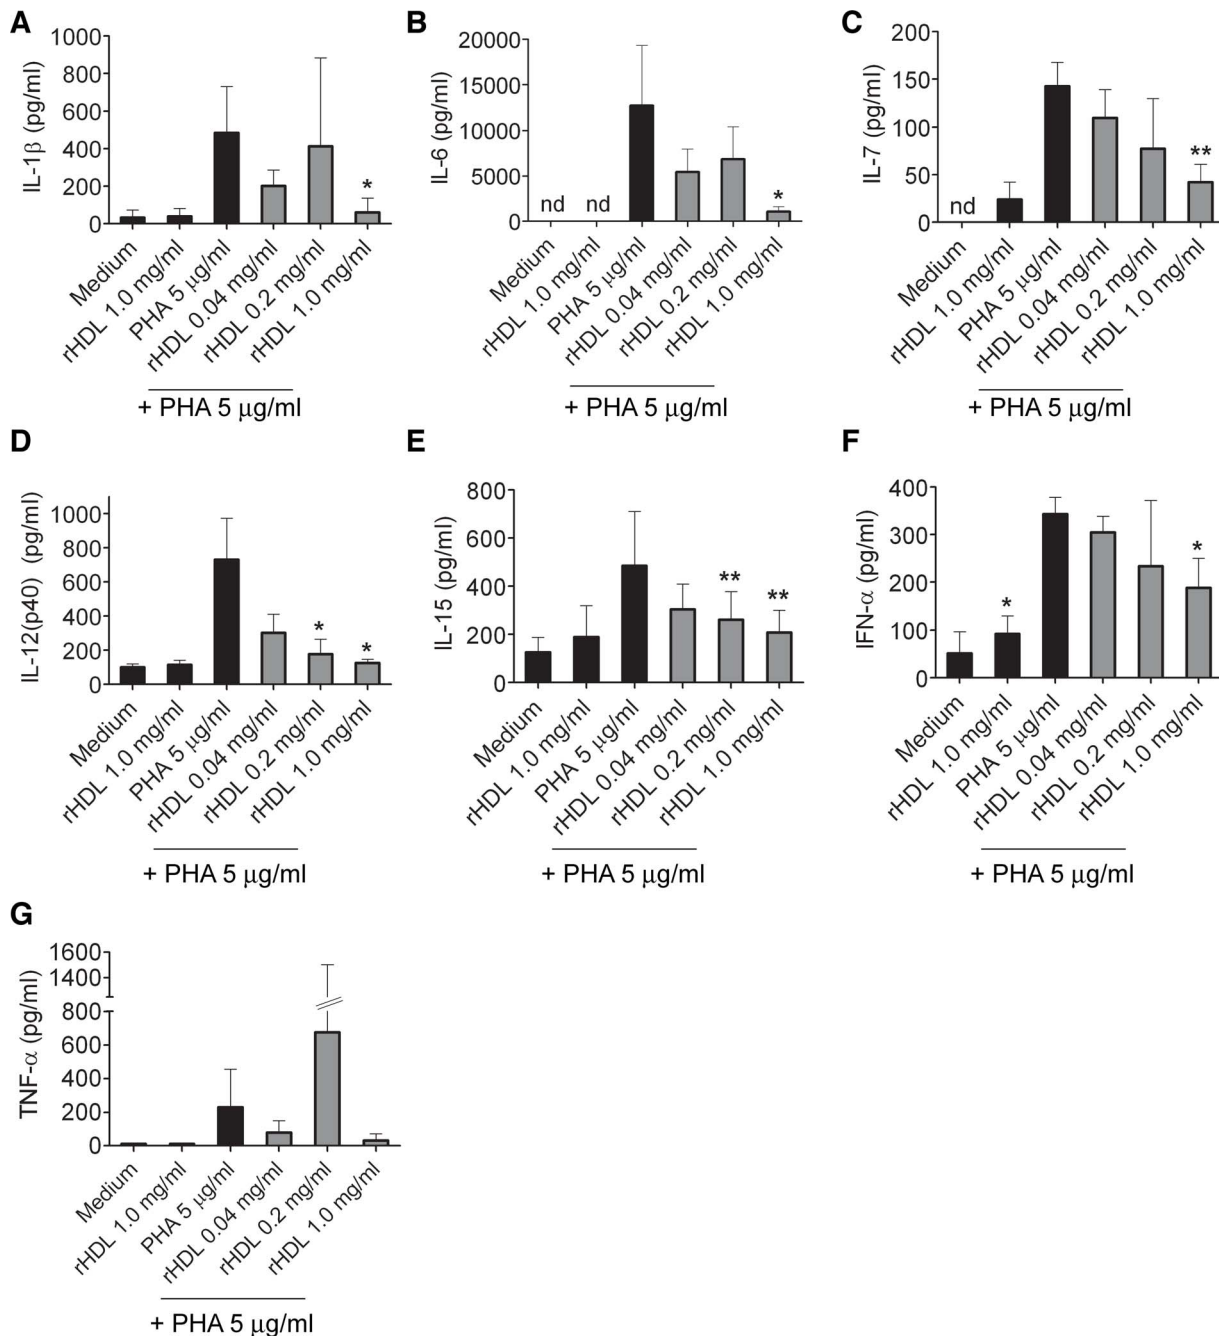 A
IL-1β (pg/ml)
1000
800
600
400
200
0
*
Medium
rHDL 1.0 mg/ml
PHA 5 μg/ml
rHDL 0.04 mg/ml
rHDL 0.2 mg/ml
rHDL 1.0 mg/ml
+ PHA 5 μg/ml
B
IL-6 (pg/ml)
20000
15000
10000
5000
0
nd
nd
*
Medium
rHDL 1.0 mg/ml
PHA 5 μg/ml
rHDL 0.04 mg/ml
rHDL 0.2 mg/ml
rHDL 1.0 mg/ml
+ PHA 5 μg/ml
C
IL-7 (pg/ml)
200
150
100
50
0
nd
**
Medium
rHDL 1.0 mg/ml
PHA 5 μg/ml
rHDL 0.04 mg/ml
rHDL 0.2 mg/ml
rHDL 1.0 mg/ml
+ PHA 5 μg/ml
D
IL-12(p40) (pg/ml)
1000
800
600
400
200
0
*
*
Medium
rHDL 1.0 mg/ml
PHA 5 μg/ml
rHDL 0.04 mg/ml
rHDL 0.2 mg/ml
rHDL 1.0 mg/ml
+ PHA 5 μg/ml
E
IL-15 (pg/ml)
800
600
400
200
0
**
**
Medium
rHDL 1.0 mg/ml
PHA 5 μg/ml
rHDL 0.04 mg/ml
rHDL 0.2 mg/ml
rHDL 1.0 mg/ml
+ PHA 5 μg/ml
F
IFN-α (pg/ml)
400
300
200
100
0
*
*
Medium
rHDL 1.0 mg/ml
PHA 5 μg/ml
rHDL 0.04 mg/ml
rHDL 0.2 mg/ml
rHDL 1.0 mg/ml
+ PHA 5 μg/ml
G
TNF-α (pg/ml)
1600
1400
800
600
400
200
0
Medium
rHDL 1.0 mg/ml
PHA 5 μg/ml
rHDL 0.04 mg/ml
rHDL 0.2 mg/ml
rHDL 1.0 mg/ml
+ PHA 5 μg/ml